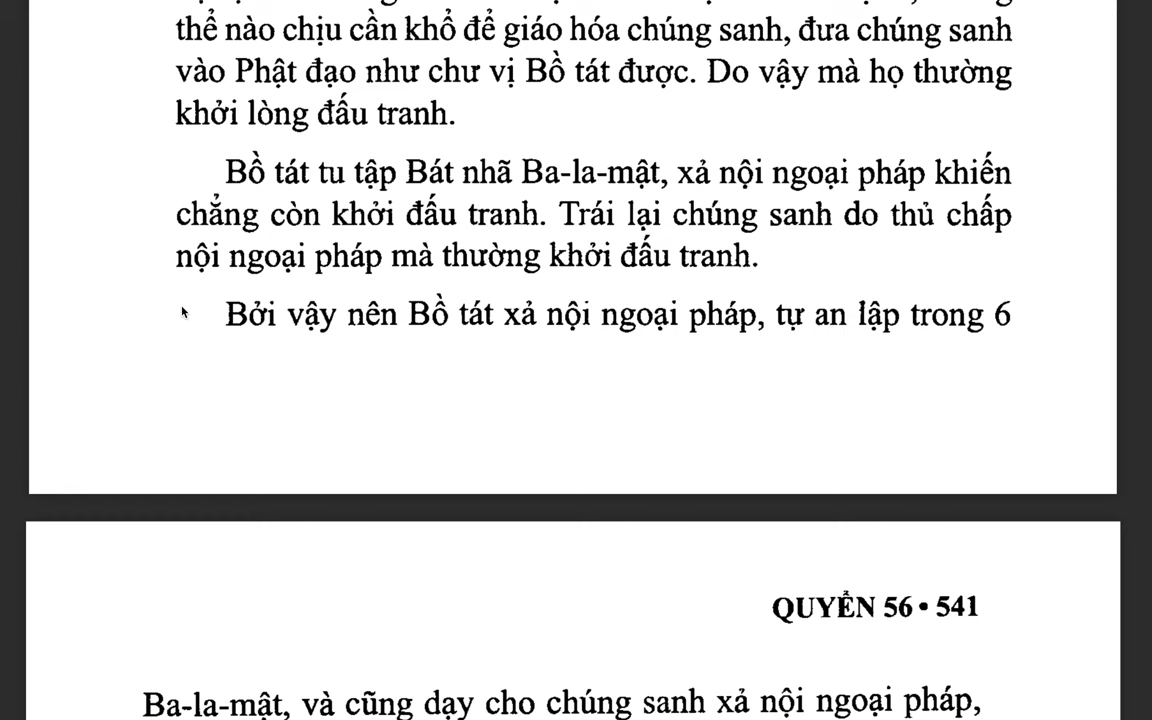 thể nào chịu cần khổ để giáo hóa chúng sanh, đưa chúng sanh
vào Phật đạo như chư vị Bồ tát được. Do vậy mà họ thường
khởi lòng đấu tranh.
Bồ tát tu tập Bát nhã Ba-la-mật, xả nội ngoại pháp khiến
chẳng còn khởi đấu tranh. Trái lại chúng sanh do thủ chấp
nội ngoại pháp mà thường khởi đấu tranh.
Bởi vậy nên Bồ tát xả nội ngoại pháp, tự an lập trong 6
QUYỂN 56 • 541
Ba-la-mật, và cũng dạy cho chúng sanh xả nội ngoại pháp,